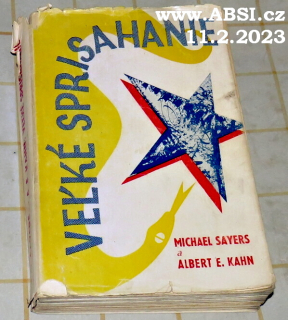 www.ABSI.cz
11.2.2023
VEĽKÉ SPRISAHANIE
MICHAEL SAYERS
a
ALBERT E. KAHN